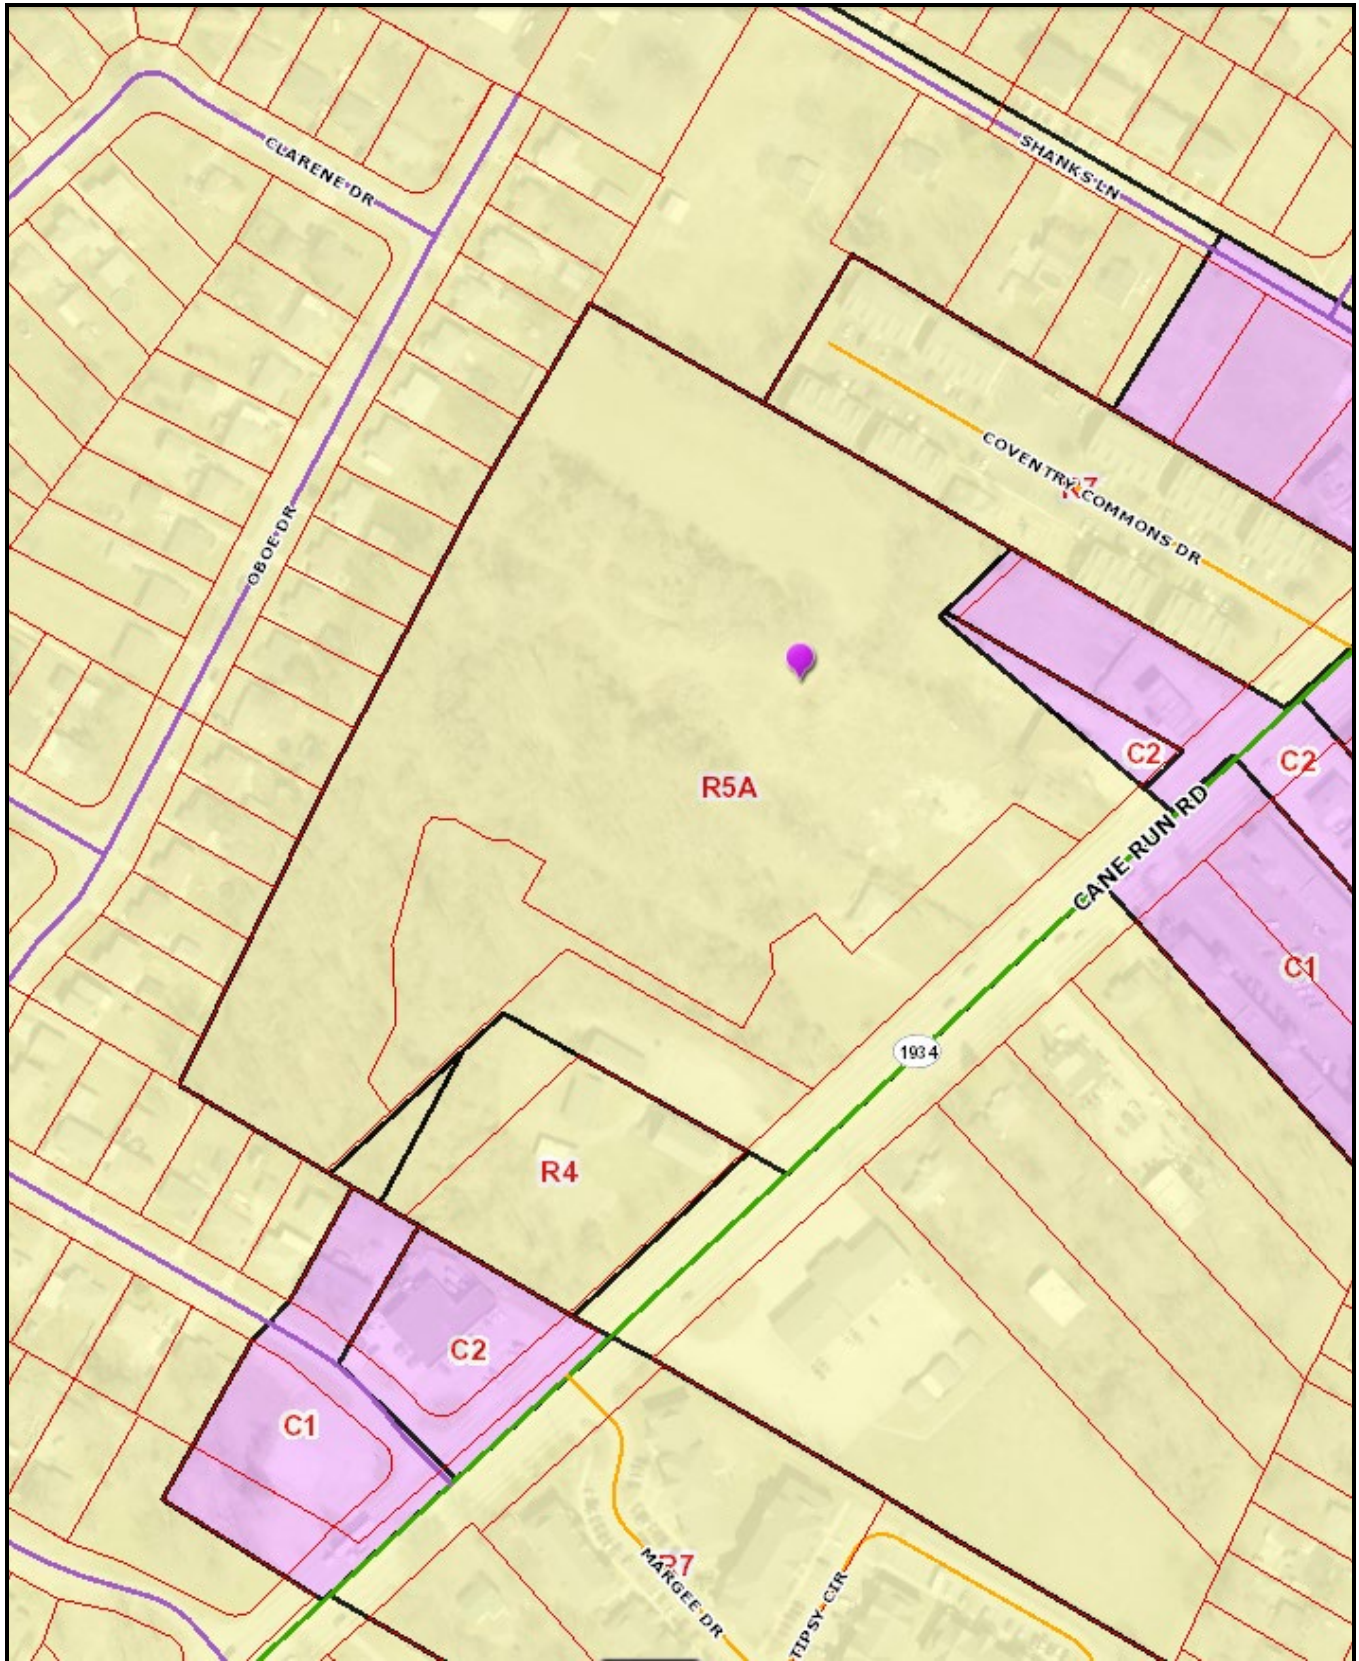 SHANKS LN
CLARENE DR
COVENTRY COMMONS DR
OBOE DR
C2
C2
R5A
CANE RUN RD
C1
1934
R4
C2
C1
R7
MARGEE DR
TIPSY CIR